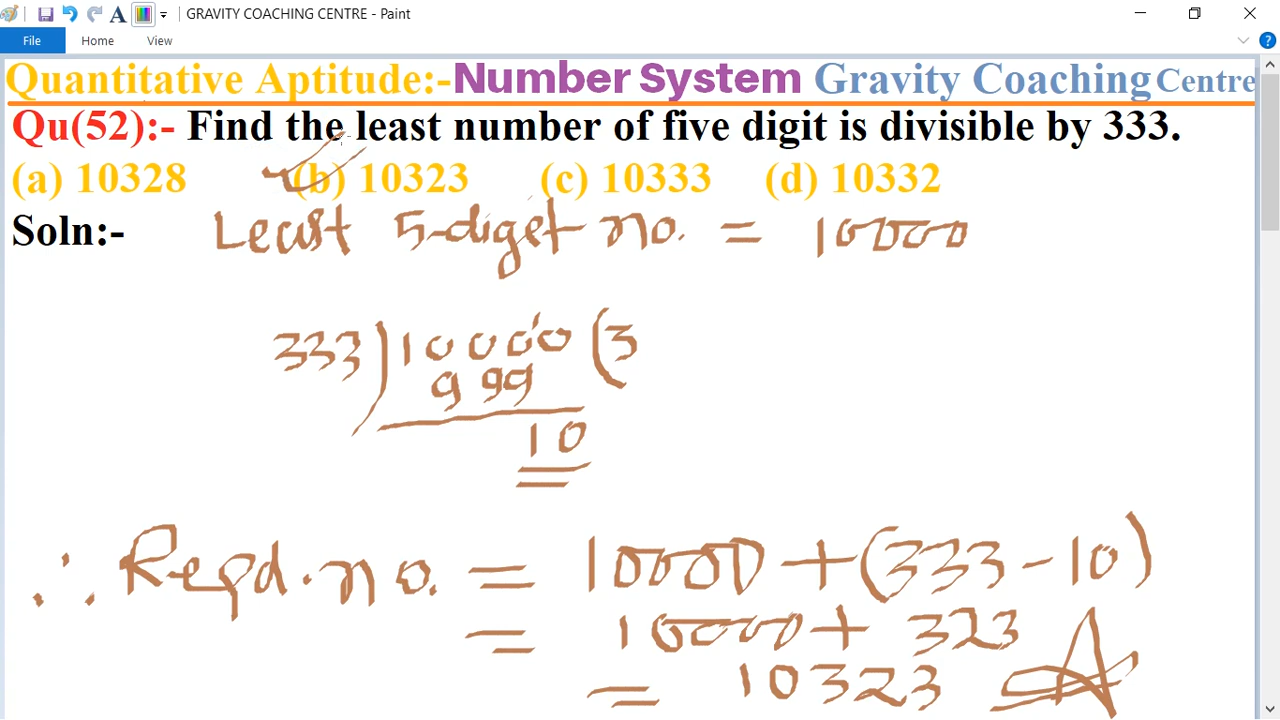 GRAVITY COACHING CENTRE - Paint
File Home View
Quantitative Aptitude:-Number System Gravity Coaching Centre
Qu(52):- Find the least number of five digit is divisible by 333.
(a) 10328 (b) 10323 (c) 10333 (d) 10332
Soln:- Least 5-diget no. = 10000
333) 10000 (3
999
10
∴ Reqd. no. = 10000 + (333 - 10)
= 10000 + 323
= 10323 A